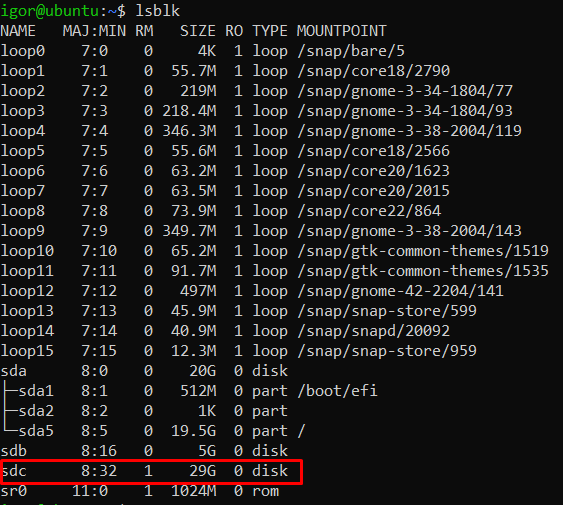 igor@ubuntu:~$ lsblk
NAME   MAJ:MIN RM   SIZE RO TYPE MOUNTPOINT
loop0    7:0    0     4K  1 loop /snap/bare/5
loop1    7:1    0  55.7M  1 loop /snap/core18/2790
loop2    7:2    0   219M  1 loop /snap/gnome-3-34-1804/77
loop3    7:3    0 218.4M  1 loop /snap/gnome-3-34-1804/93
loop4    7:4    0 346.3M  1 loop /snap/gnome-3-38-2004/119
loop5    7:5    0  55.6M  1 loop /snap/core18/2566
loop6    7:6    0  63.2M  1 loop /snap/core20/1623
loop7    7:7    0  63.5M  1 loop /snap/core20/2015
loop8    7:8    0  73.9M  1 loop /snap/core22/864
loop9    7:9    0 349.7M  1 loop /snap/gnome-3-38-2004/143
loop10   7:10   0  65.2M  1 loop /snap/gtk-common-themes/1519
loop11   7:11   0  91.7M  1 loop /snap/gtk-common-themes/1535
loop12   7:12   0   497M  1 loop /snap/gnome-42-2204/141
loop13   7:13   0  45.9M  1 loop /snap/snap-store/599
loop14   7:14   0  40.9M  1 loop /snap/snapd/20092
loop15   7:15   0  12.3M  1 loop /snap/snap-store/959
sda      8:0    0    20G  0 disk
├─sda1   8:1    0   512M  0 part /boot/efi
├─sda2   8:2    0     1K  0 part
└─sda5   8:5    0  19.5G  0 part /
sdb      8:16   0     5G  0 disk
sdc      8:32   1    29G  0 disk
sr0     11:0    1  1024M  0 rom